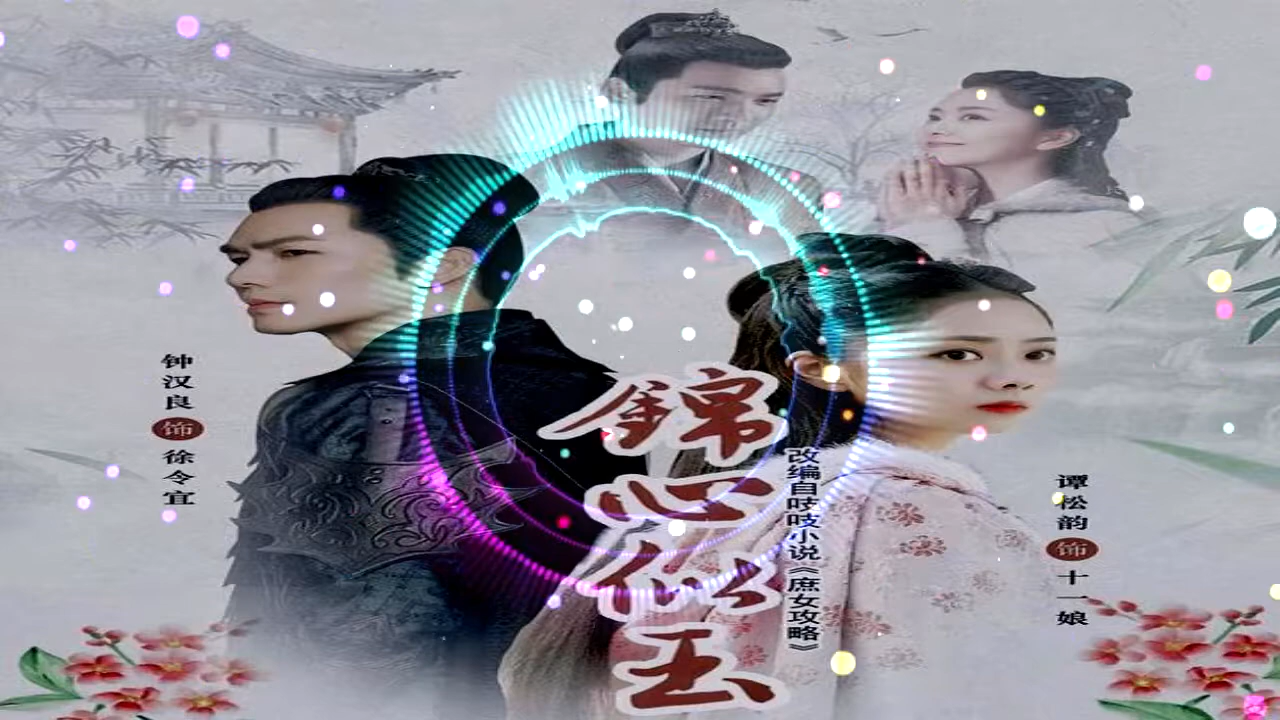 钟汉良饰徐令宜
錦心似玉
改编自吱吱小说《庶女攻略》
谭松韵饰十一娘